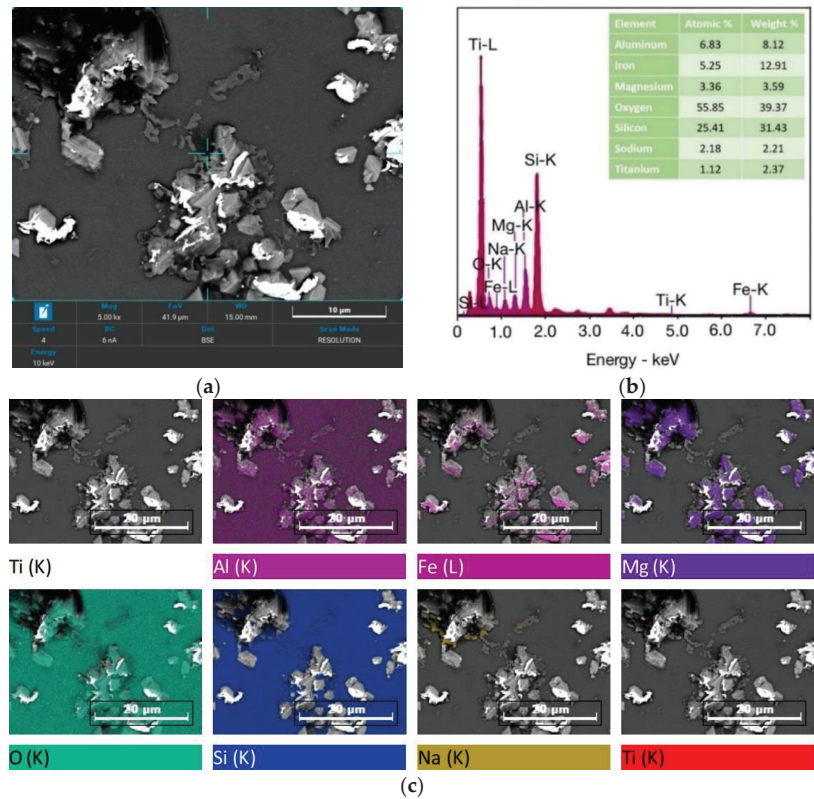 Mag FoV WD
5.00 kx 41.9 μm 15.00 mm 10 μm
Speed BC Det Scan Mode
4 6 nA BSE RESOLUTION
Energy
10 keV
(a)
Element Atomic % Weight %
Aluminum 6.83 8.12
Iron 5.25 12.91
Magnesium 3.36 3.59
Oxygen 55.85 39.37
Silicon 25.41 31.43
Sodium 2.18 2.21
Titanium 1.12 2.37
Ti-L
Si-K
Al-K
Mg-K
Na-K
O-K
Fe-L
Si-L
Ti-K
Fe-K
0 1.0 2.0 3.0 4.0 5.0 6.0 7.0
Energy - keV
(b)
20 μm 20 μm 20 μm 20 μm
Ti (K) Al (K) Fe (L) Mg (K)
20 μm 20 μm 20 μm 20 μm
O (K) Si (K) Na (K) Ti (K)
(c)